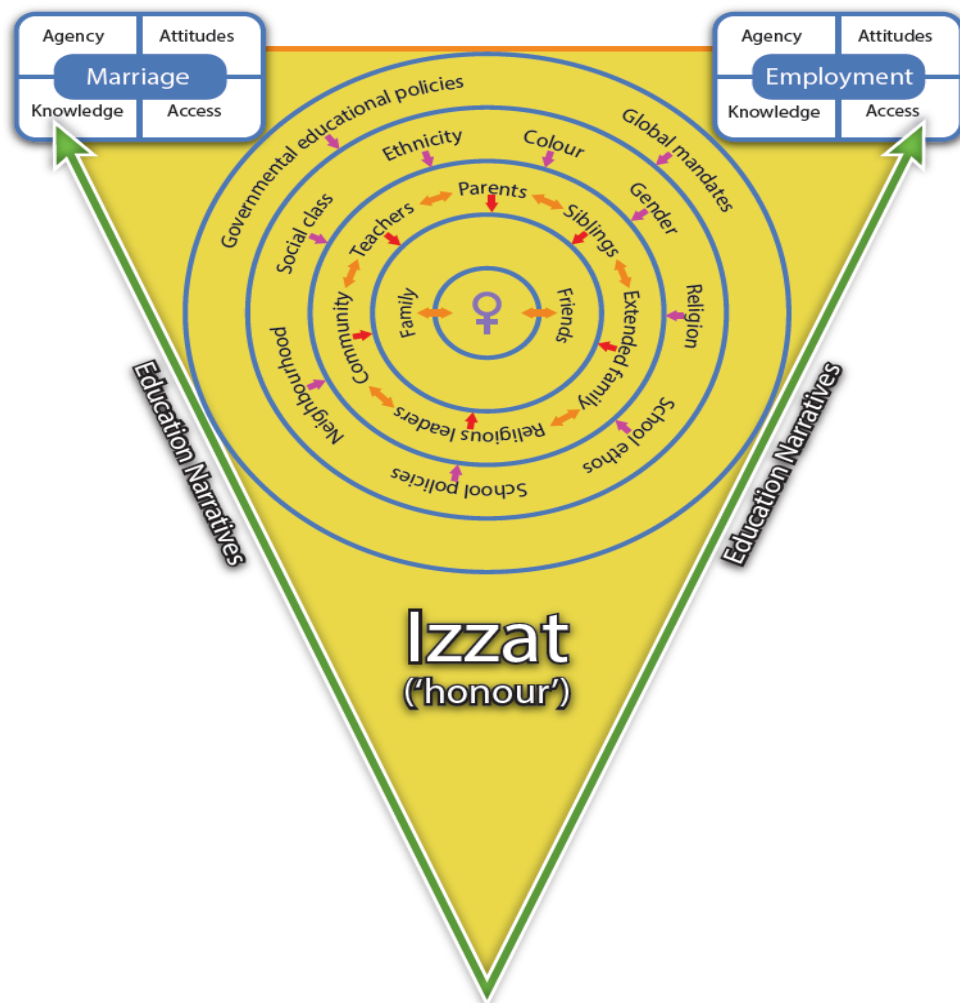 Agency
Attitudes
Marriage
Knowledge
Access
Agency
Attitudes
Employment
Knowledge
Access
Governmental educational policies
Global mandates
Ethnicity
Colour
Social class
Gender
Religion
Neighbourhood
School ethos
School policies
Parents
Teachers
Siblings
Community
Extended family
Religious leaders
Family
Friends
Education Narratives
Education Narratives
Izzat
('honour')